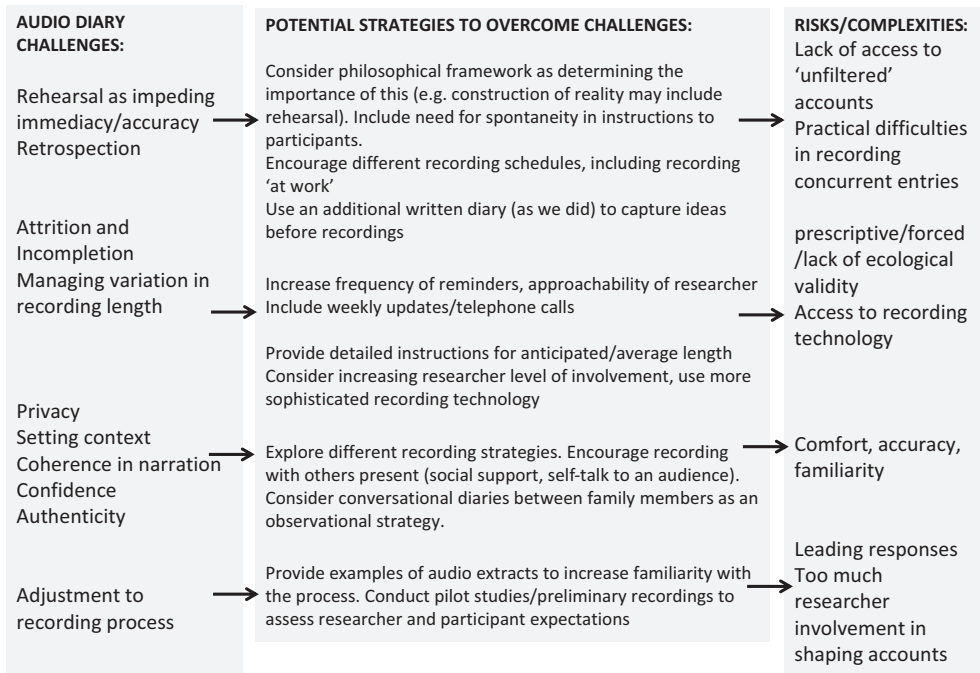 AUDIO DIARY
CHALLENGES:
Rehearsal as impeding
immediacy/accuracy
Retrospection
Attrition and
Incompletion
Managing variation in
recording length
Privacy
Setting context
Coherence in narration
Confidence
Authenticity
Adjustment to
recording process
POTENTIAL STRATEGIES TO OVERCOME CHALLENGES:
Consider philosophical framework as determining the
importance of this (e.g. construction of reality may include
rehearsal). Include need for spontaneity in instructions to
participants.
Encourage different recording schedules, including recording
‘at work’
Use an additional written diary (as we did) to capture ideas
before recordings
Increase frequency of reminders, approachability of researcher
Include weekly updates/telephone calls
Provide detailed instructions for anticipated/average length
Consider increasing researcher level of involvement, use more
sophisticated recording technology
Explore different recording strategies. Encourage recording
with others present (social support, self-talk to an audience).
Consider conversational diaries between family members as an
observational strategy.
Provide examples of audio extracts to increase familiarity with
the process. Conduct pilot studies/preliminary recordings to
assess researcher and participant expectations
RISKS/COMPLEXITIES:
Lack of access to
‘unfiltered’
accounts
Practical difficulties
in recording
concurrent entries
prescriptive/forced
/lack of ecological
validity
Access to recording
technology
Comfort, accuracy,
familiarity
Leading responses
Too much
researcher
involvement in
shaping accounts